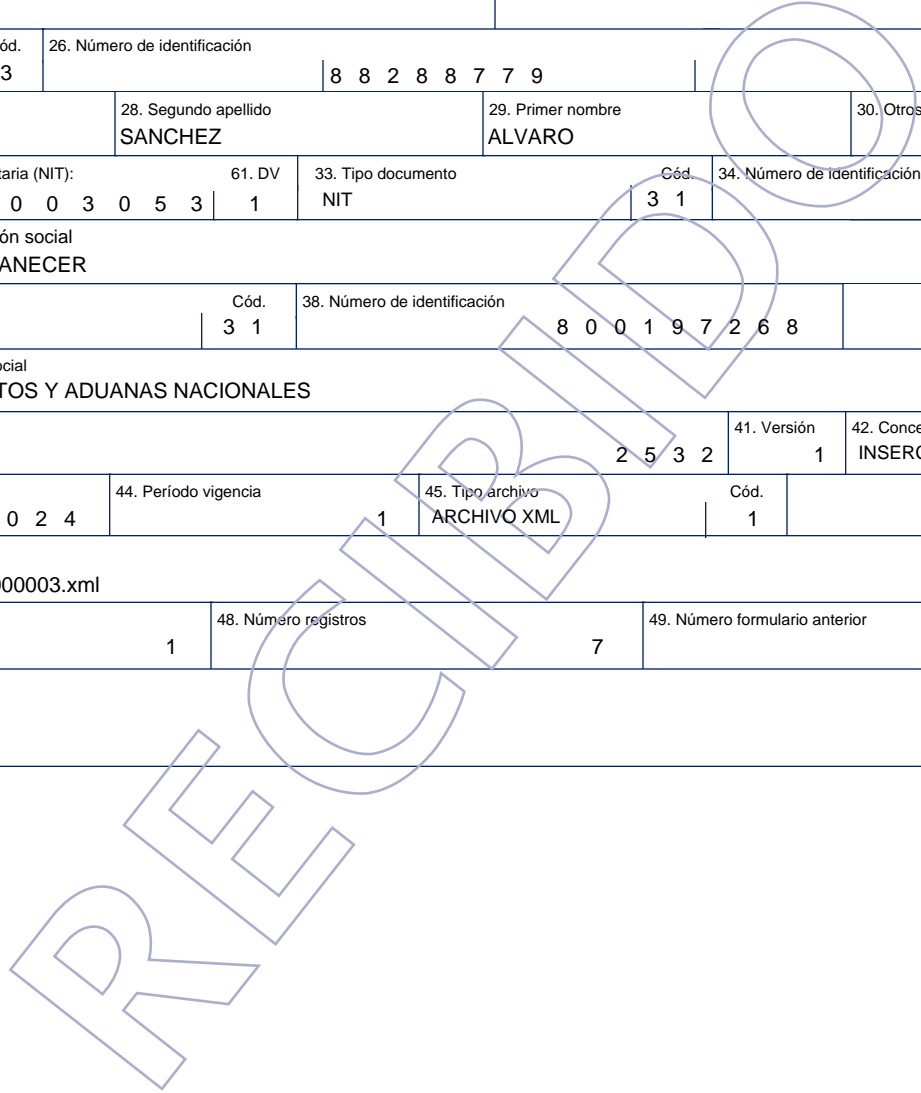 ód. 26. Número de identificación
3 8 8 2 8 8 7 7 9
28. Segundo apellido 29. Primer nombre 30. Otros
SANCHEZ ALVARO
taria (NIT): 61. DV 33. Tipo documento Cód. 34. Número de identificación
0 0 3 0 5 3 1 NIT 3 1
ón social
ANECER
Cód. 38. Número de identificación
3 1 8 0 0 1 9 7 2 6 8
ocial
TOS Y ADUANAS NACIONALES
41. Versión 42. Conce
2 5 3 2 1 INSERC
44. Período vigencia 45. Tipo archivo Cód.
0 2 4 1 ARCHIVO XML 1
000003.xml
48. Número registros 49. Número formulario anterior
1 7
RECIBIDO